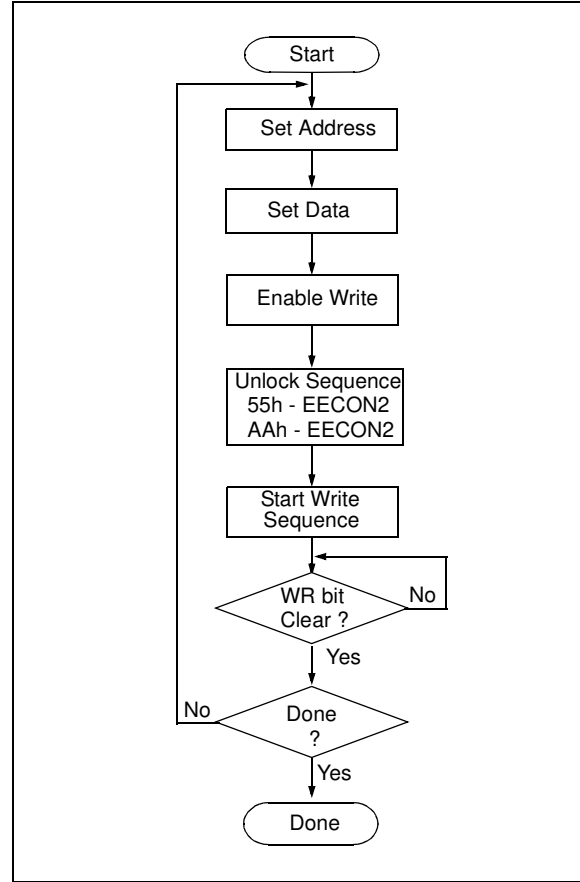 Start
Set Address
Set Data
Enable Write
Unlock Sequence
55h - EECON2
AAh - EECON2
Start Write
Sequence
WR bit
Clear ?
No
Yes
No
Done
?
Yes
Done